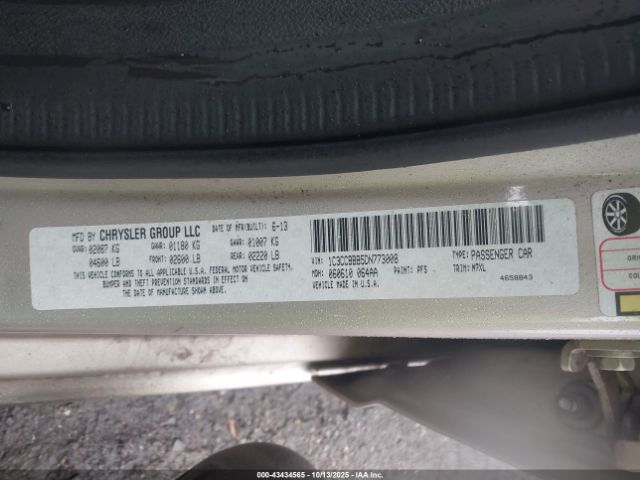 MFD BY CHRYSLER GROUP LLC DATE OF MFR(BUILT): 6-13
GVWR: 02087 KG GAWR: 01180 KG GAWR: 01007 KG
04600 LB FRONT: 02600 LB REAR: 02220 LB
THIS VEHICLE CONFORMS TO ALL U.S.A. FEDERAL MOTOR VEHICLE SAFETY,
BUMPER AND THEFT PREVENTION STANDARDS IN EFFECT ON
THE DATE OF MANUFACTURE SHOWN ABOVE.
VIN: 1C3CCBBB5DN773008 TYPE: PASSENGER CAR
MDH: 060610 064AA PAINT: PFS TRIM: M7XL
VEHICLE MADE IN U.S.A. 4658843
000-43434565 | 10/13/2025 | Copyright 2025 IAA